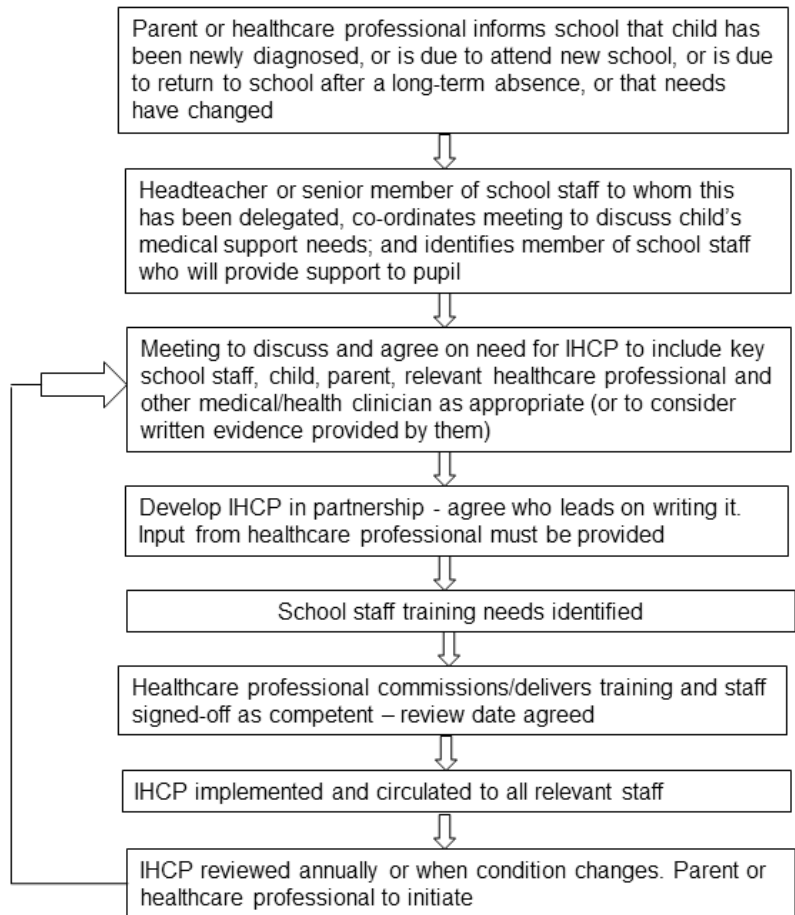 Parent or healthcare professional informs school that child has
been newly diagnosed, or is due to attend new school, or is due
to return to school after a long-term absence, or that needs
have changed
Headteacher or senior member of school staff to whom this
has been delegated, co-ordinates meeting to discuss child's
medical support needs; and identifies member of school staff
who will provide support to pupil
Meeting to discuss and agree on need for IHCP to include key
school staff, child, parent, relevant healthcare professional and
other medical/health clinician as appropriate (or to consider
written evidence provided by them)
Develop IHCP in partnership - agree who leads on writing it.
Input from healthcare professional must be provided
School staff training needs identified
Healthcare professional commissions/delivers training and staff
signed-off as competent – review date agreed
IHCP implemented and circulated to all relevant staff
IHCP reviewed annually or when condition changes. Parent or
healthcare professional to initiate